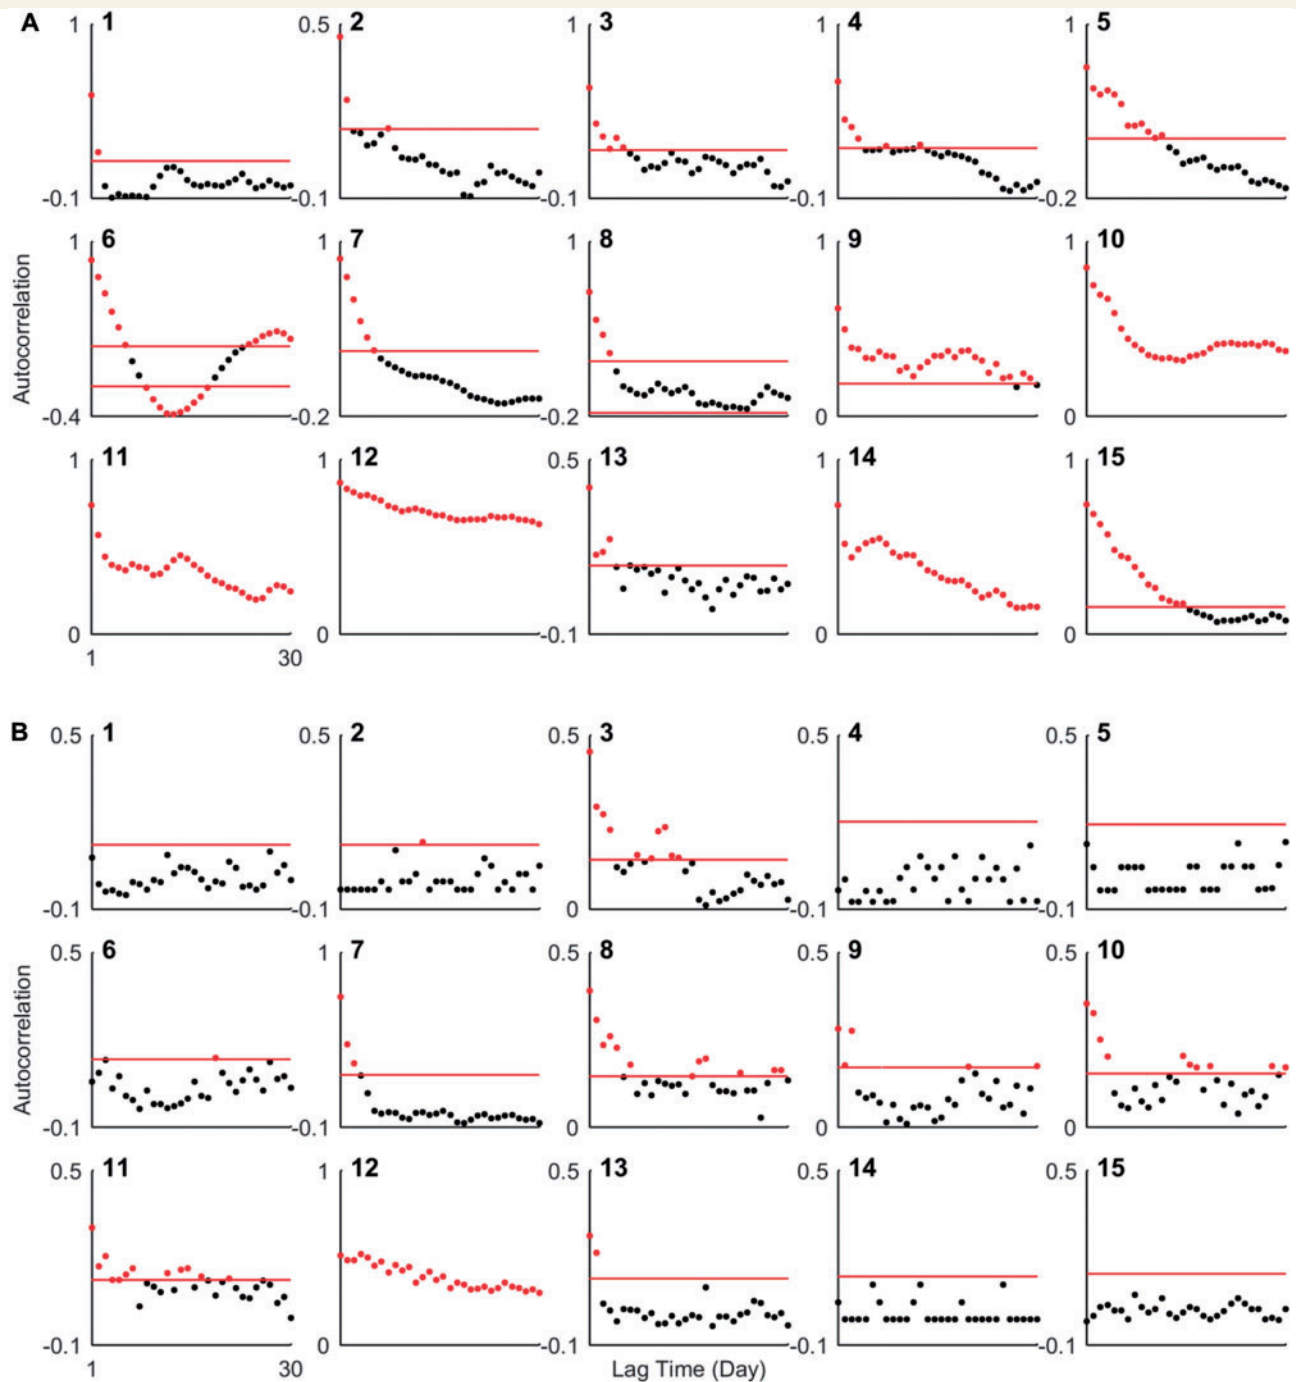 A
1 1
0.5 2
1 3
1 4
1 5
-0.1 -0.1 -0.1 -0.1 -0.2
1 6
1 7
1 8
1 9
1 10
Autocorrelation
-0.4 -0.2 -0.2 0 0
1 11
1 12
0.5 13
1 14
1 15
0 0 -0.1 0 0
1 30
B
0.5 1
0.5 2
0.5 3
0.5 4
0.5 5
-0.1 -0.1 0 -0.1 -0.1
0.5 6
1 7
0.5 8
0.5 9
0.5 10
Autocorrelation
-0.1 -0.1 0 0 0
0.5 11
1 12
0.5 13
0.5 14
0.5 15
-0.1 0 -0.1 -0.1 -0.1
1 30
Lag Time (Day)